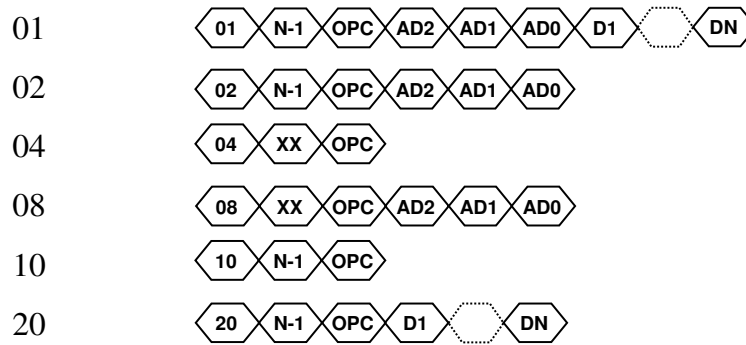 01 01 N-1 OPC AD2 AD1 AD0 D1 DN
02 02 N-1 OPC AD2 AD1 AD0
04 04 XX OPC
08 08 XX OPC AD2 AD1 AD0
10 10 N-1 OPC
20 20 N-1 OPC D1 DN